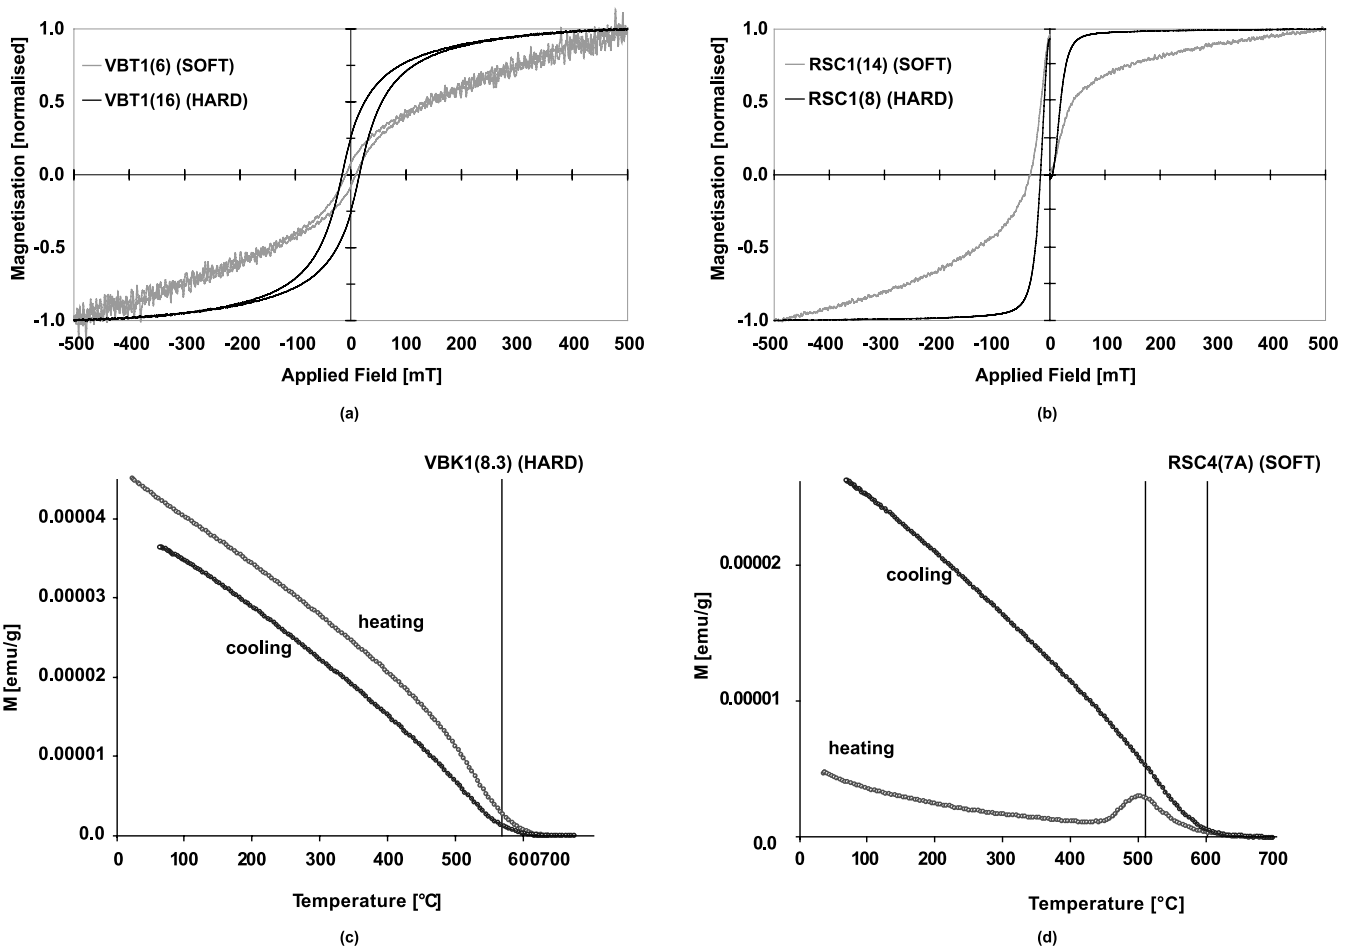 VBT1(6) (SOFT)
VBT1(16) (HARD)
Magnetisation [normalised]
1.0
0.5
0.0
-0.5
-1.0
-500 -400 -300 -200 -100 0 100 200 300 400 500
Applied Field [mT]
(a)
RSC1(14) (SOFT)
RSC1(8) (HARD)
Magnetisation [normalised]
1.0
0.5
0.0
-0.5
-1.0
-500 -400 -300 -200 -100 0 100 200 300 400 500
Applied Field [mT]
(b)
VBK1(8.3) (HARD)
M [emu/g]
0.00004
0.00003
0.00002
0.00001
0.0
heating
cooling
0 100 200 300 400 500 600700
Temperature [°C]
(c)
RSC4(7A) (SOFT)
M [emu/g]
0.00002
0.00001
0.0
cooling
heating
0 100 200 300 400 500 600 700
Temperature [°C]
(d)